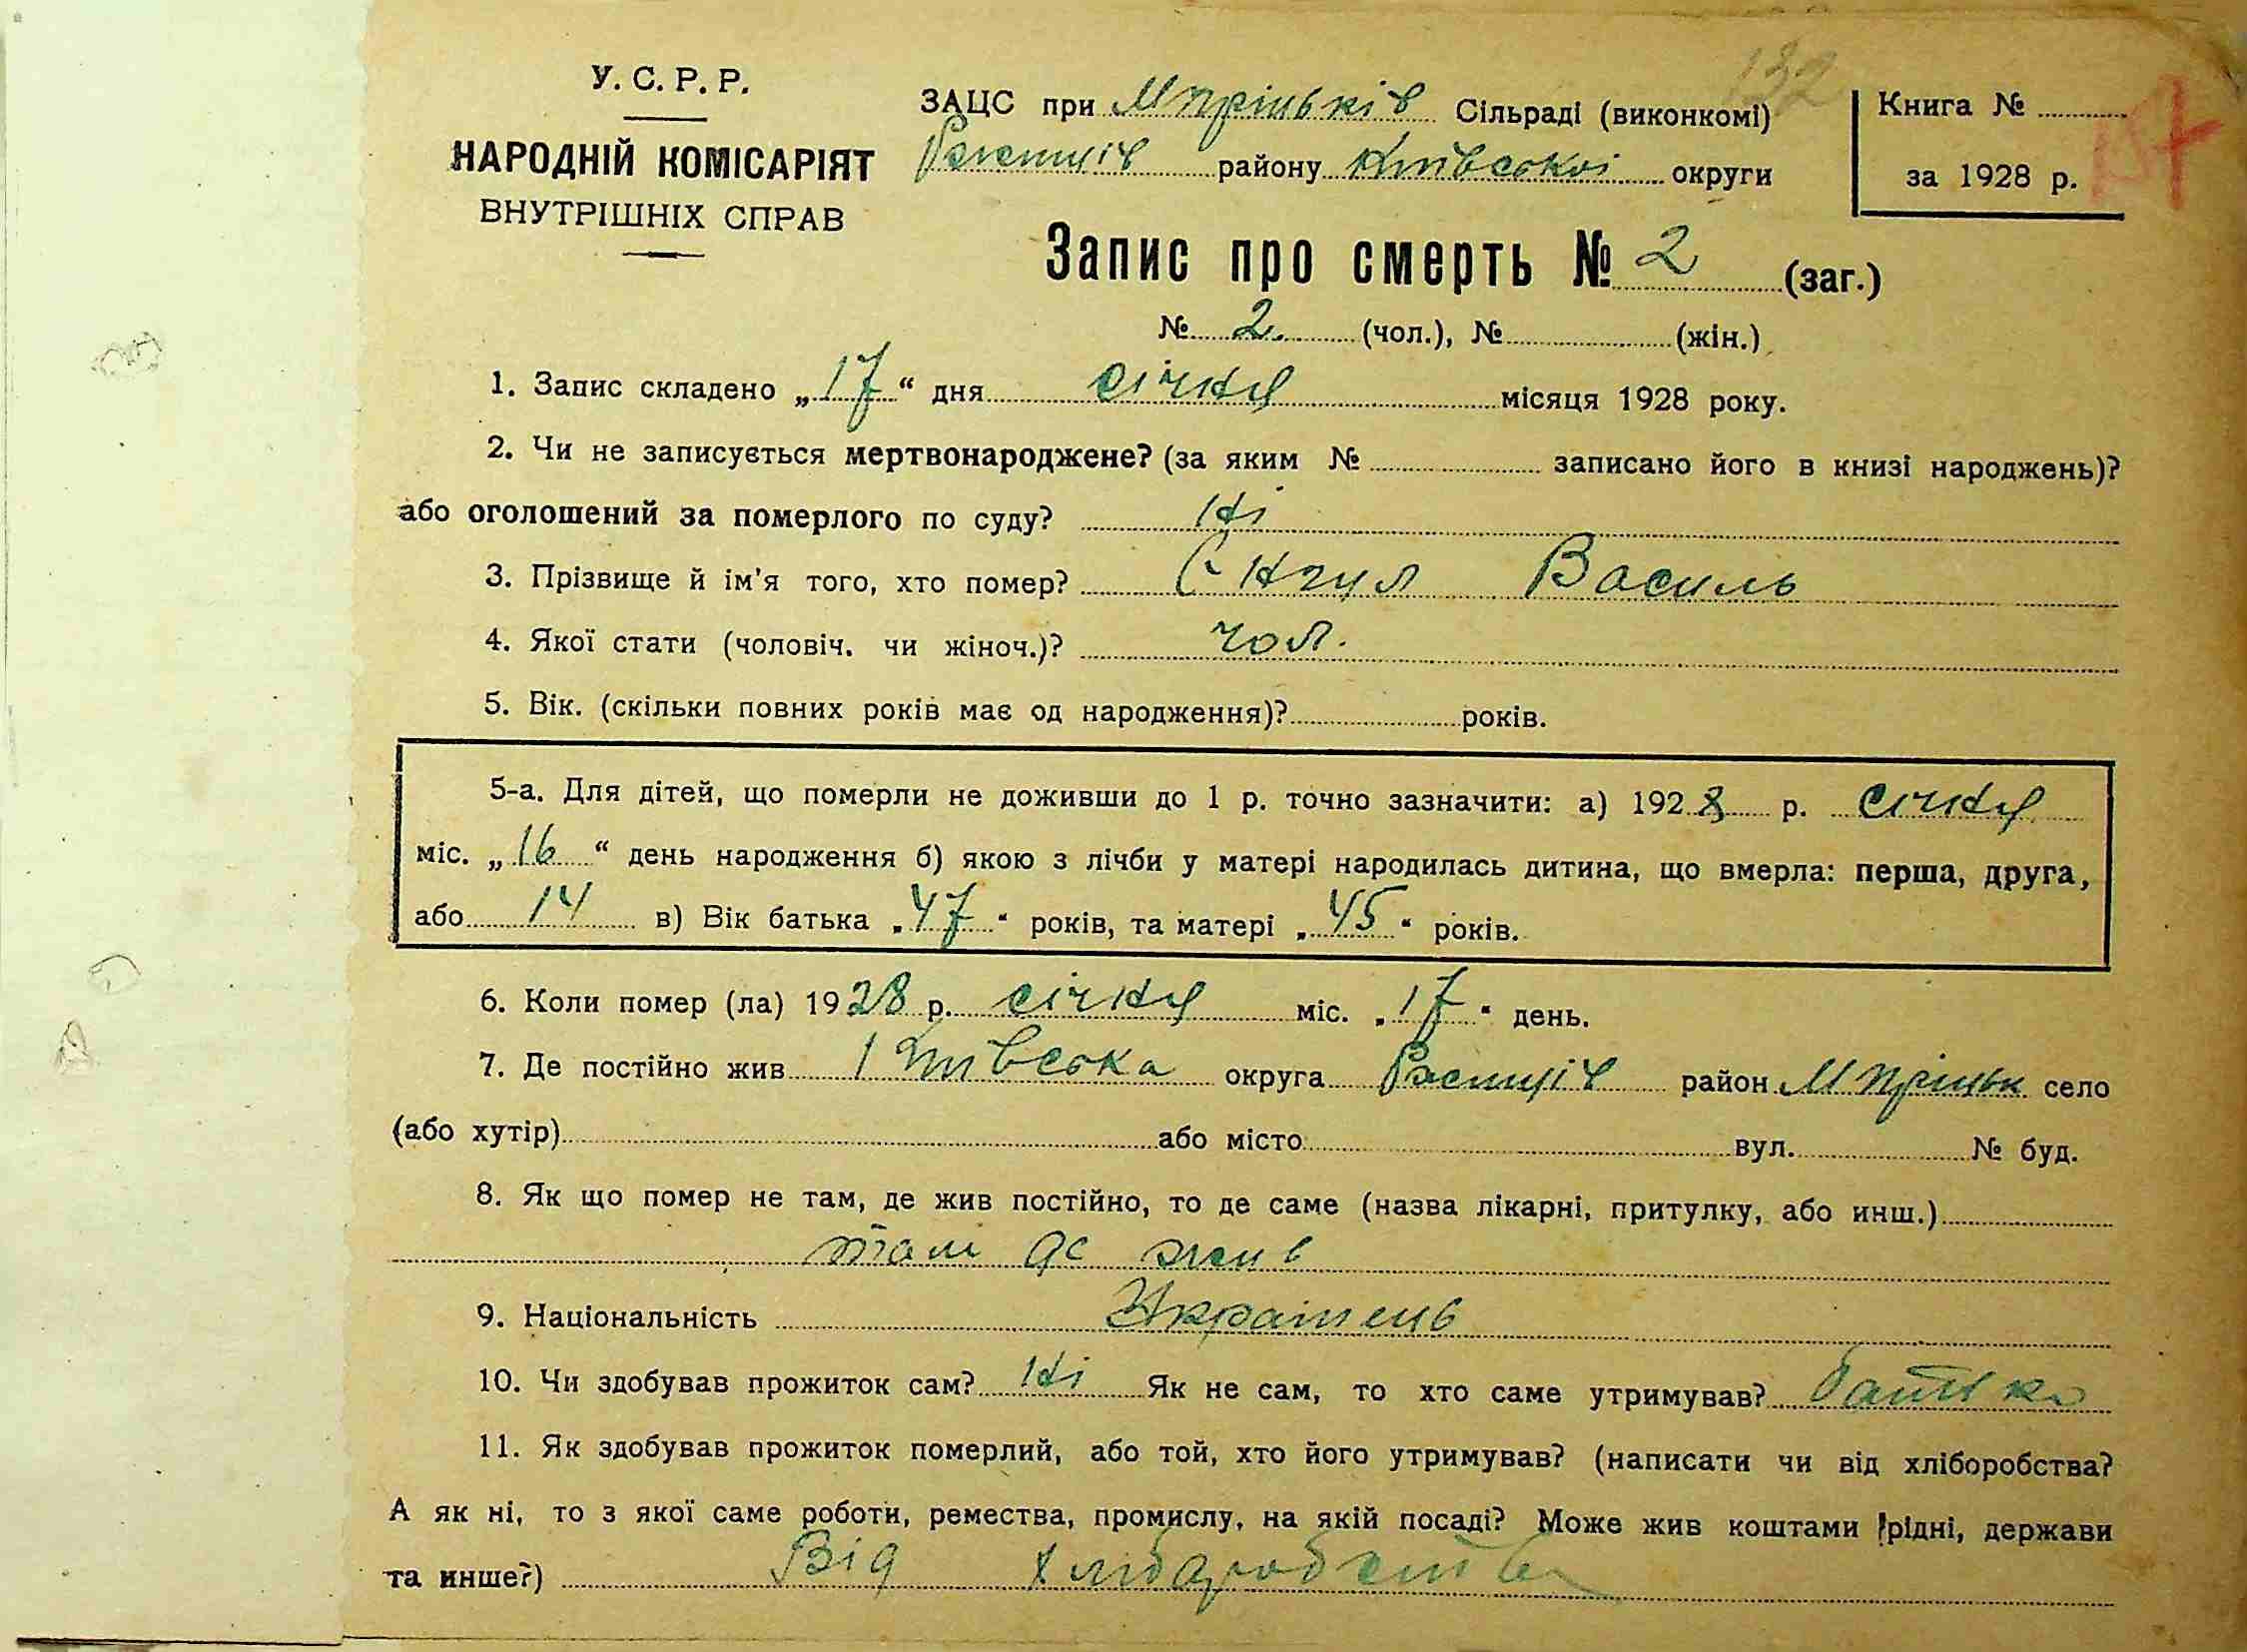 132
У. С. Р. Р.
НАРОДНІЙ КОМІСАРІЯТ
ВНУТРІШНІХ СПРАВ
ЗАЦС при Сільраді (виконкомі)
району Київської округи
Книга №
за 1928 р.
Запис про смерть № 2 (заг.)
№ 2. (чол.), № (жін.)
1. Запис складено „17“ дня січня місяця 1928 року.
2. Чи не записується мертвонароджене? (за яким № записано його в книзі народжень)?
або оголошений за померлого по суду? Ні
3. Прізвище й ім'я того, хто помер? Василь
4. Якої стати (чоловіч. чи жіноч.)? чол.
5. Вік. (скільки повних років має од народження)? років.
5-а. Для дітей, що померли не доживши до 1 р. точно зазначити: а) 1928 р. січня
міс. „16“ день народження б) якою з лічби у матері народилась дитина, що вмерла: перша, друга,
або 14 в) Вік батька „47“ років, та матері „45“ років.
6. Коли помер (ла) 1928 р. січня міс. „17“ день.
7. Де постійно жив Київська округа район село
(або хутір) або місто вул. № буд.
8. Як що помер не там, де жив постійно, то де саме (назва лікарні, притулку, або инш.)
там де жив
9. Національність Українець
10. Чи здобував прожиток сам? Ні Як не сам, то хто саме утримував? батько
11. Як здобував прожиток померлий, або той, хто його утримував? (написати чи від хліборобства?
А як ні, то з якої саме роботи, ремества, промислу, на якій посаді? Може жив коштами рідні, держави
та инше?) Від хліборобства